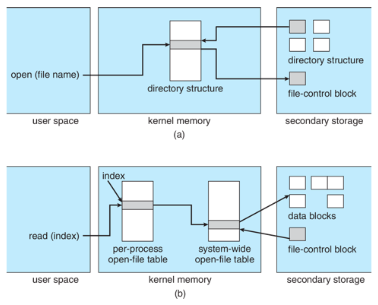 open (file name)
directory structure
directory structure
file-control block
user space
kernel memory
secondary storage
(a)
index
read (index)
per-process
open-file table
system-wide
open-file table
data blocks
file-control block
user space
kernel memory
secondary storage
(b)